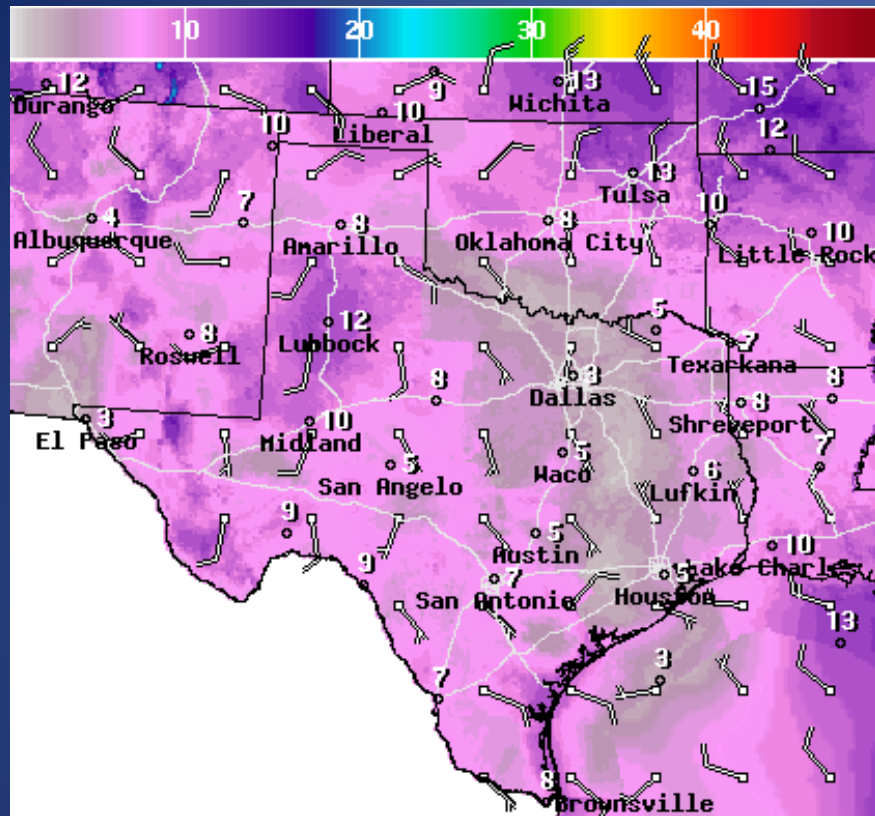 10 20 30 40
12 9 13 15
Durango Wichita
10
Liberal
10 12
13
Tulsa
4 7 8 8 10 10
Albuquerque Amarillo Oklahoma City Little Rock
8 12 5 7
Roswell Lubbock Texarkana
3
Dallas
3 10 8 8 8
El Paso Midland Shreveport
5 5 6 7
San Angelo Waco Lufkin
9 5 10
Austin Lake Charles
9 7 5
San Antonio Houston
13
7 3
8
Brownsville